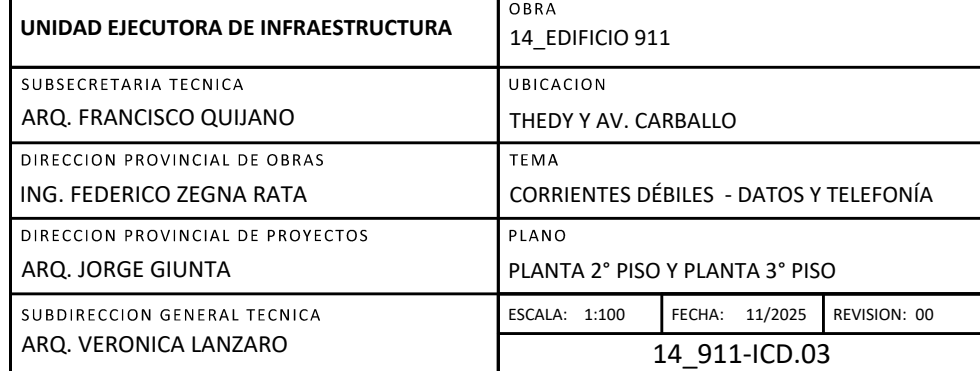 UNIDAD EJECUTORA DE INFRAESTRUCTURA
OBRA
14_EDIFICIO 911
SUBSECRETARIA TECNICA
ARQ. FRANCISCO QUIJANO
UBICACION
THEDY Y AV. CARBALLO
DIRECCION PROVINCIAL DE OBRAS
ING. FEDERICO ZEGNA RATA
TEMA
CORRIENTES DÉBILES - DATOS Y TELEFONÍA
DIRECCION PROVINCIAL DE PROYECTOS
ARQ. JORGE GIUNTA
PLANO
PLANTA 2° PISO Y PLANTA 3° PISO
SUBDIRECCION GENERAL TECNICA
ARQ. VERONICA LANZARO
ESCALA: 1:100
FECHA: 11/2025
REVISION: 00
14_911-ICD.03